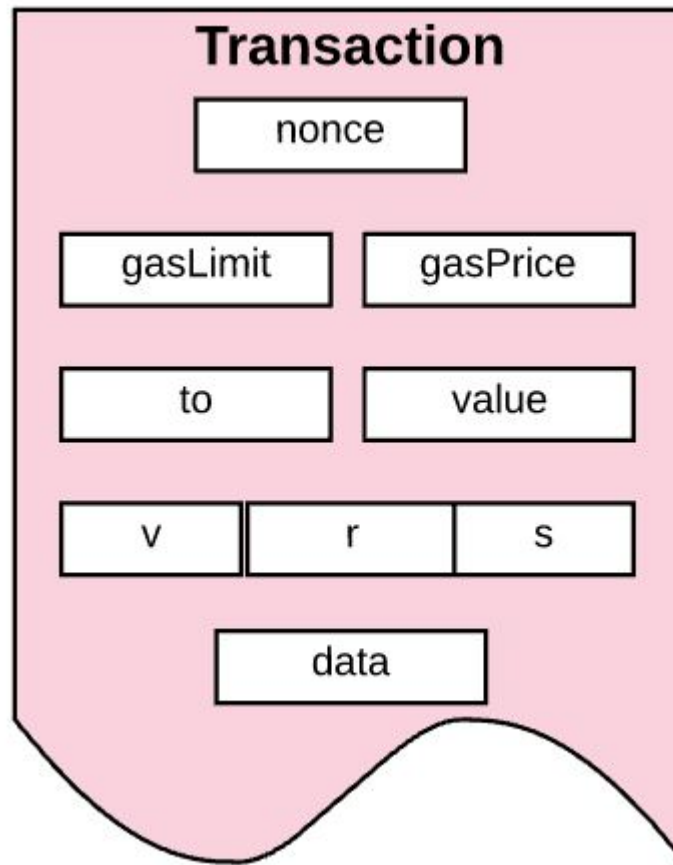 Transaction
nonce
gasLimit gasPrice
to value
v r s
data